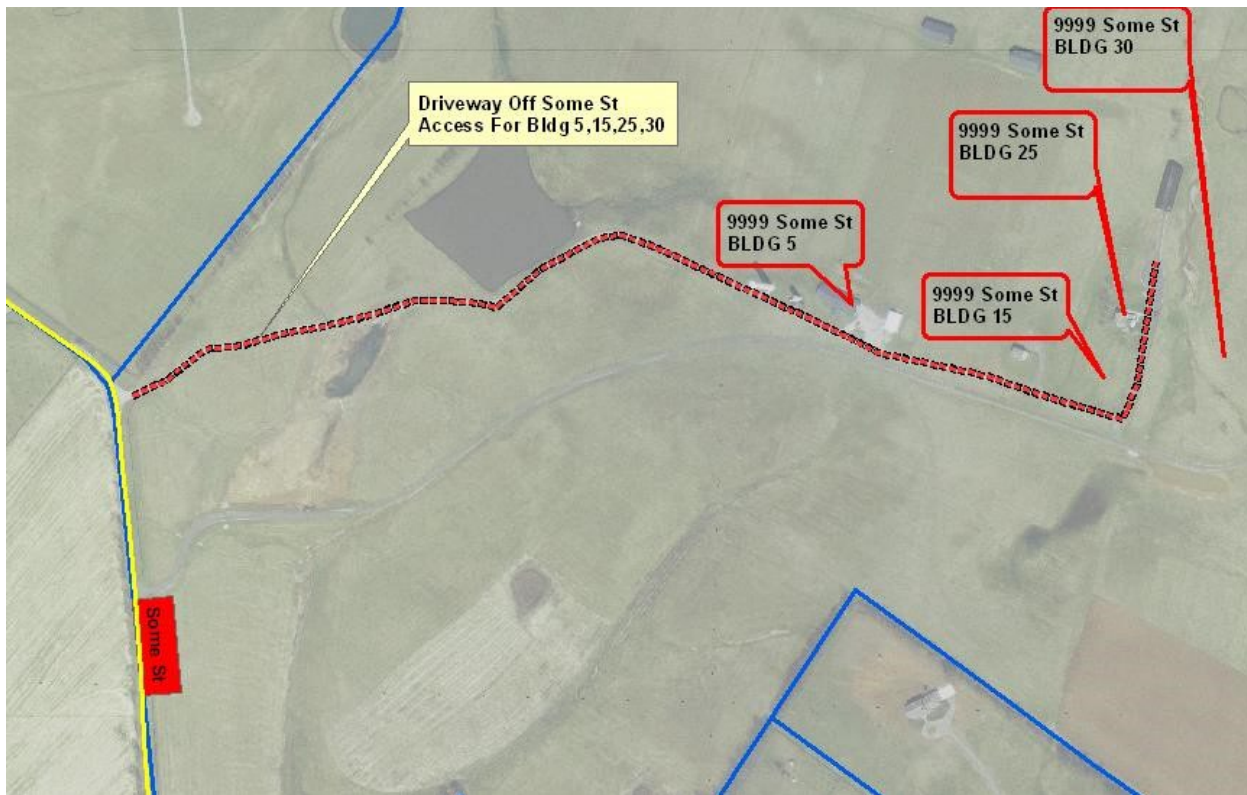 9999 Some St
BLDG 30
Driveway Off Some St
Access For Bldg 5,15,25,30
9999 Some St
BLDG 25
9999 Some St
BLDG 5
9999 Some St
BLDG 15
Some St